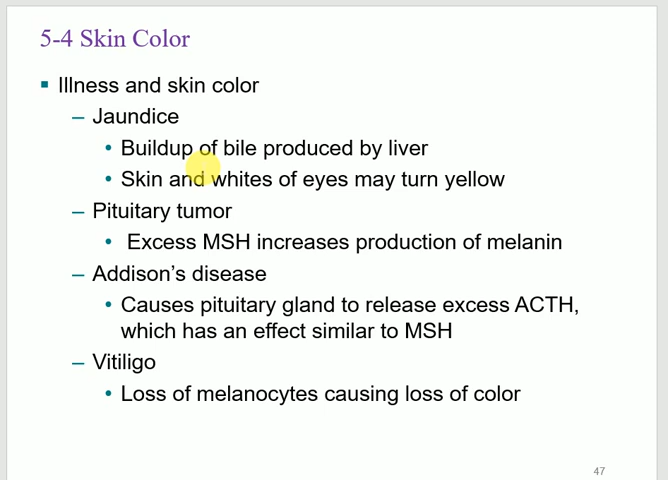 5-4 Skin Color
▪ Illness and skin color
– Jaundice
• Buildup of bile produced by liver
• Skin and whites of eyes may turn yellow
– Pituitary tumor
• Excess MSH increases production of melanin
– Addison’s disease
• Causes pituitary gland to release excess ACTH,
which has an effect similar to MSH
– Vitiligo
• Loss of melanocytes causing loss of color
47